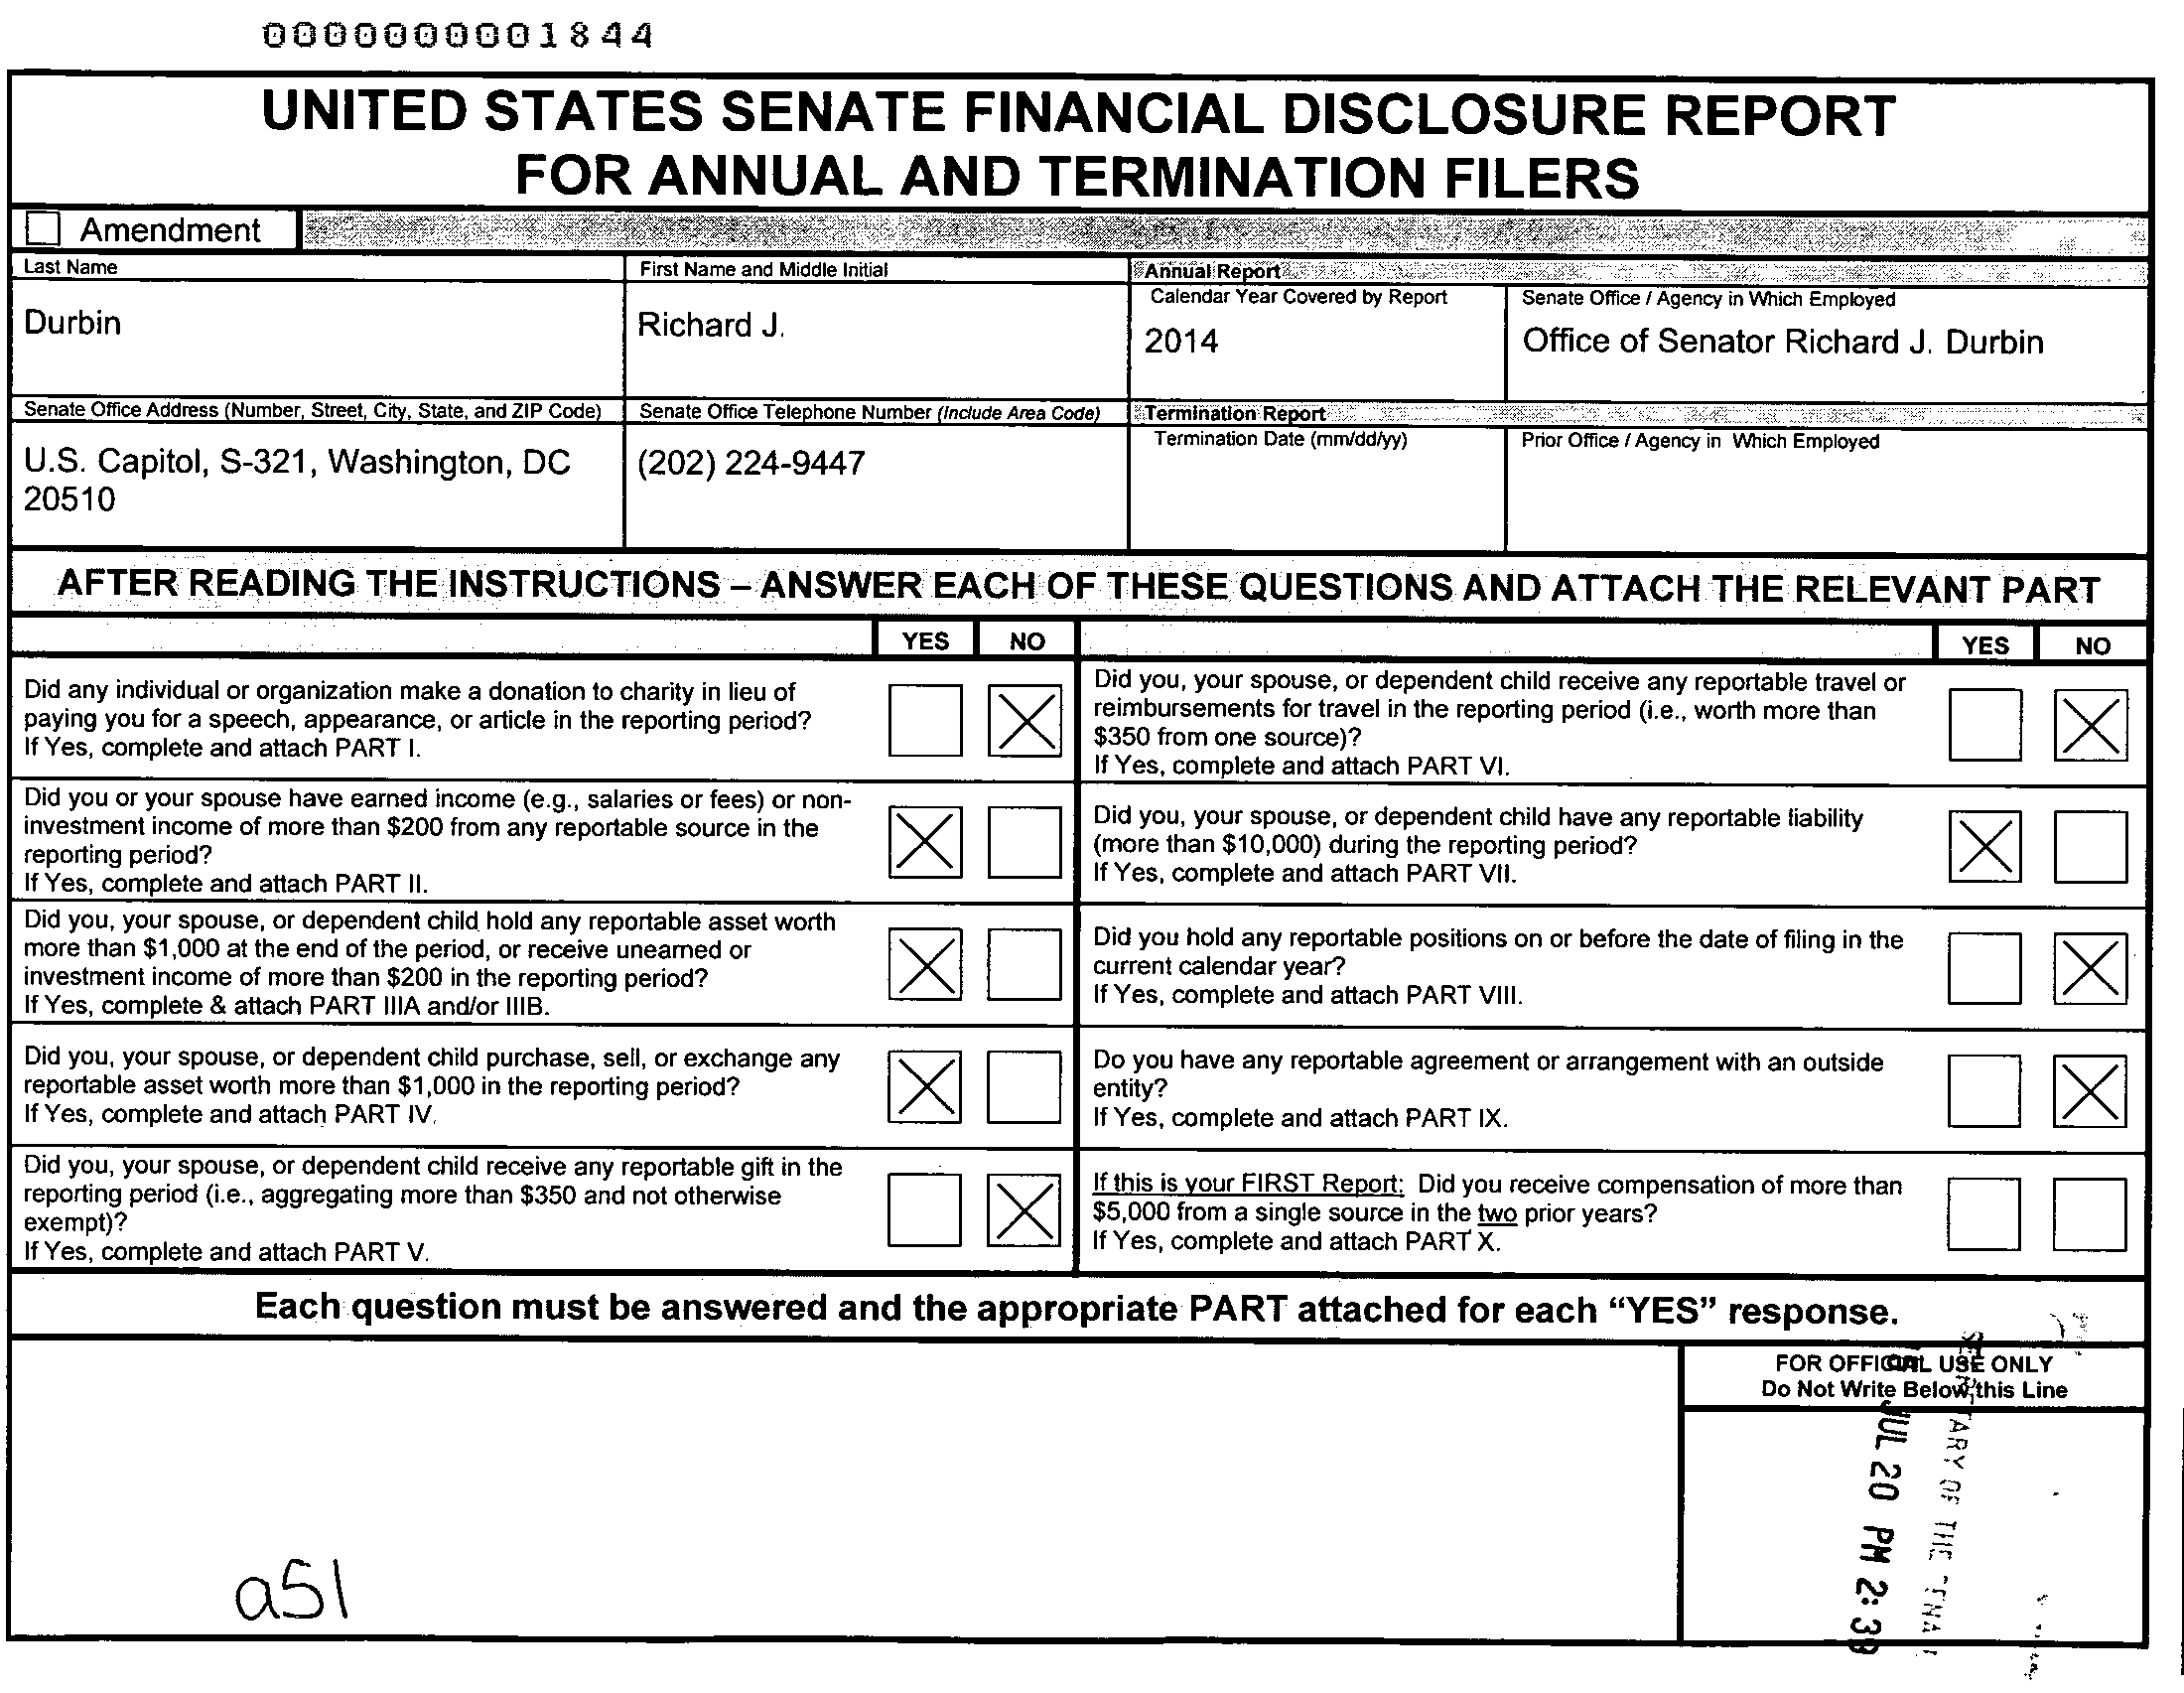 0000000001844
UNITED STATES SENATE FINANCIAL DISCLOSURE REPORT
FOR ANNUAL AND TERMINATION FILERS
Amendment
Last Name
First Name and Middle Initial
Annual Report
Calendar Year Covered by Report
Senate Office / Agency in Which Employed
Durbin
Richard J.
2014
Office of Senator Richard J. Durbin
Senate Office Address (Number, Street, City, State, and ZIP Code)
Senate Office Telephone Number (Include Area Code)
Termination Report
Termination Date (mm/dd/yy)
Prior Office / Agency in Which Employed
U.S. Capitol, S-321, Washington, DC
20510
(202) 224-9447
AFTER READING THE INSTRUCTIONS – ANSWER EACH OF THESE QUESTIONS AND ATTACH THE RELEVANT PART
YES NO
YES NO
Did any individual or organization make a donation to charity in lieu of
paying you for a speech, appearance, or article in the reporting period?
If Yes, complete and attach PART I.
Did you, your spouse, or dependent child receive any reportable travel or
reimbursements for travel in the reporting period (i.e., worth more than
$350 from one source)?
If Yes, complete and attach PART VI.
Did you or your spouse have earned income (e.g., salaries or fees) or non-
investment income of more than $200 from any reportable source in the
reporting period?
If Yes, complete and attach PART II.
Did you, your spouse, or dependent child have any reportable liability
(more than $10,000) during the reporting period?
If Yes, complete and attach PART VII.
Did you, your spouse, or dependent child hold any reportable asset worth
more than $1,000 at the end of the period, or receive unearned or
investment income of more than $200 in the reporting period?
If Yes, complete & attach PART IIIA and/or IIIB.
Did you hold any reportable positions on or before the date of filing in the
current calendar year?
If Yes, complete and attach PART VIII.
Did you, your spouse, or dependent child purchase, sell, or exchange any
reportable asset worth more than $1,000 in the reporting period?
If Yes, complete and attach PART IV.
Do you have any reportable agreement or arrangement with an outside
entity?
If Yes, complete and attach PART IX.
Did you, your spouse, or dependent child receive any reportable gift in the
reporting period (i.e., aggregating more than $350 and not otherwise
exempt)?
If Yes, complete and attach PART V.
If this is your FIRST Report: Did you receive compensation of more than
$5,000 from a single source in the two prior years?
If Yes, complete and attach PART X.
Each question must be answered and the appropriate PART attached for each “YES” response.
FOR OFFICIAL USE ONLY
Do Not Write Below this Line
JUL 20 PM 2:
OF
a51